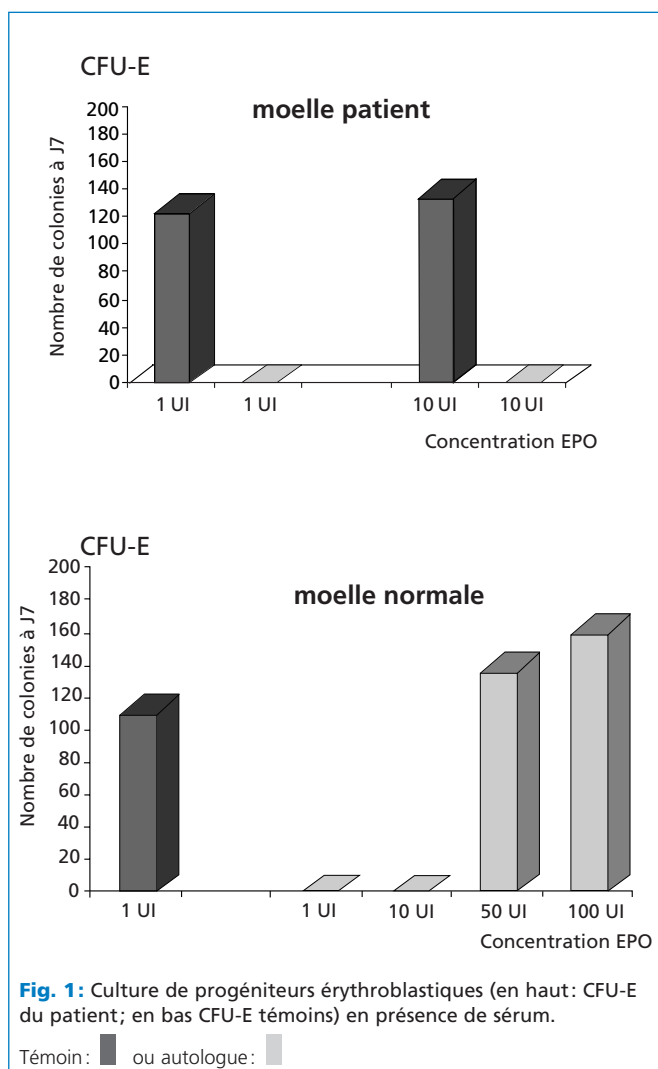 CFU-E
moelle patient
Nombre de colonies à J7
200
180
160
140
120
100
80
60
40
20
0
1 UI 1 UI 10 UI 10 UI
Concentration EPO
CFU-E
moelle normale
Nombre de colonies à J7
200
180
160
140
120
100
80
60
40
20
0
1 UI 1 UI 10 UI 50 UI 100 UI
Concentration EPO
Fig. 1: Culture de progéniteurs érythroblastiques (en haut: CFU-E
du patient; en bas CFU-E témoins) en présence de sérum.
Témoin: ou autologue: